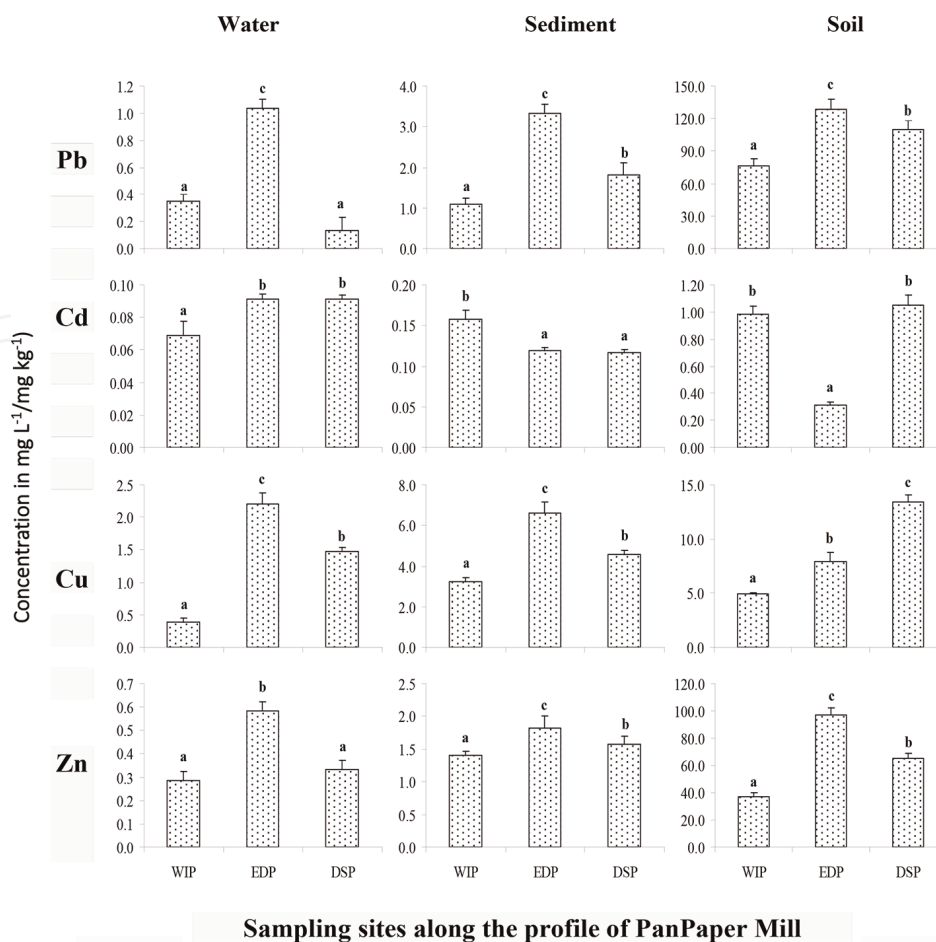 Water Sediment Soil
Concentration in mg L-1/mg kg-1)
Pb
1.2
1.0
0.8
0.6
0.4
0.2
0.0
a
c
a
4.0
3.0
2.0
1.0
0.0
a
c
b
150.0
120.0
90.0
60.0
30.0
0.0
a
c
b
Cd
0.10
0.08
0.06
0.04
0.02
0.00
a
b
b
0.20
0.15
0.10
0.05
0.00
b
a
a
1.20
1.00
0.80
0.60
0.40
0.20
0.00
b
a
b
Cu
2.5
2.0
1.5
1.0
0.5
0.0
a
c
b
8.0
6.0
4.0
2.0
0.0
a
c
b
15.0
10.0
5.0
0.0
a
b
c
Zn
0.7
0.6
0.5
0.4
0.3
0.2
0.1
0.0
a
b
a
2.5
2.0
1.5
1.0
0.5
0.0
a
c
b
120.0
100.0
80.0
60.0
40.0
20.0
0.0
a
c
b
WIP EDP DSP WIP EDP DSP WIP EDP DSP
Sampling sites along the profile of PanPaper Mill